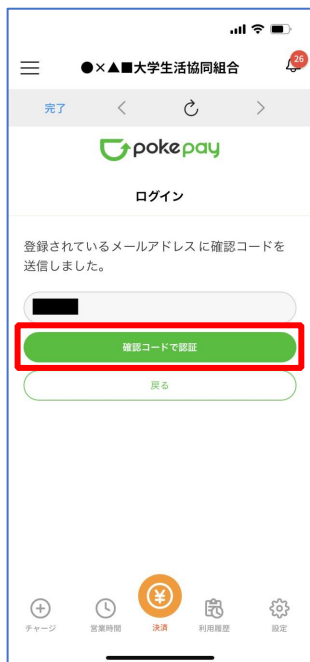 26
●×▲■大学生活協同組合
完了
pokepay
ログイン
登録されているメールアドレスに確認コードを
送信しました。
確認コードで認証
戻る
チャージ
営業時間
決済
利用履歴
設定